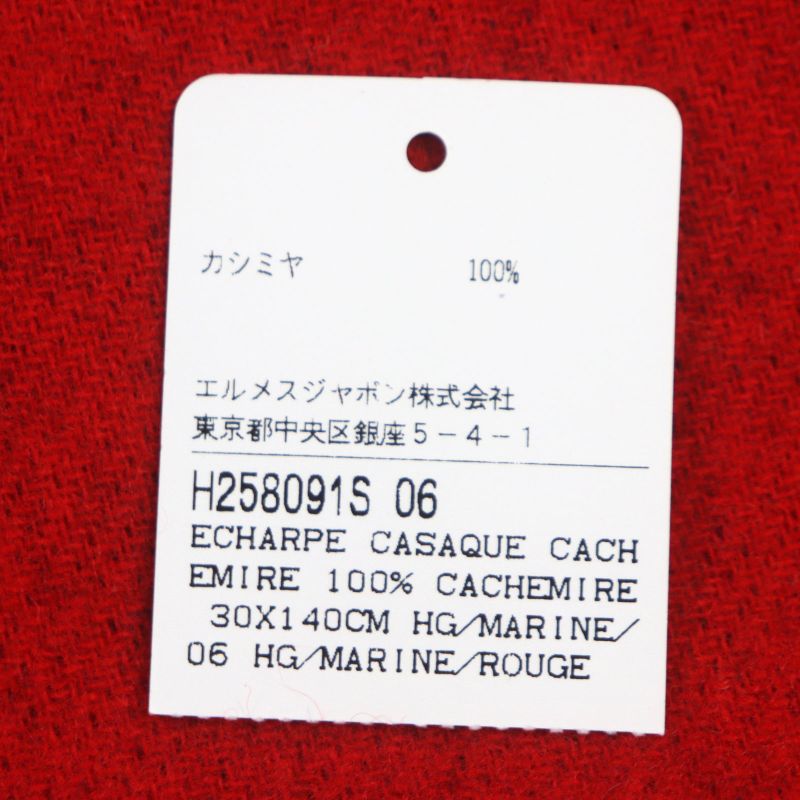 カシミヤ 100%
エルメスジャポン株式会社
東京都中央区銀座5-4-1
H258091S 06
ECHARPE CASAQUE CACH
EMIRE 100% CACHEMIRE
30X140CM HG/MARINE/
06 HG/MARINE/ROUGE